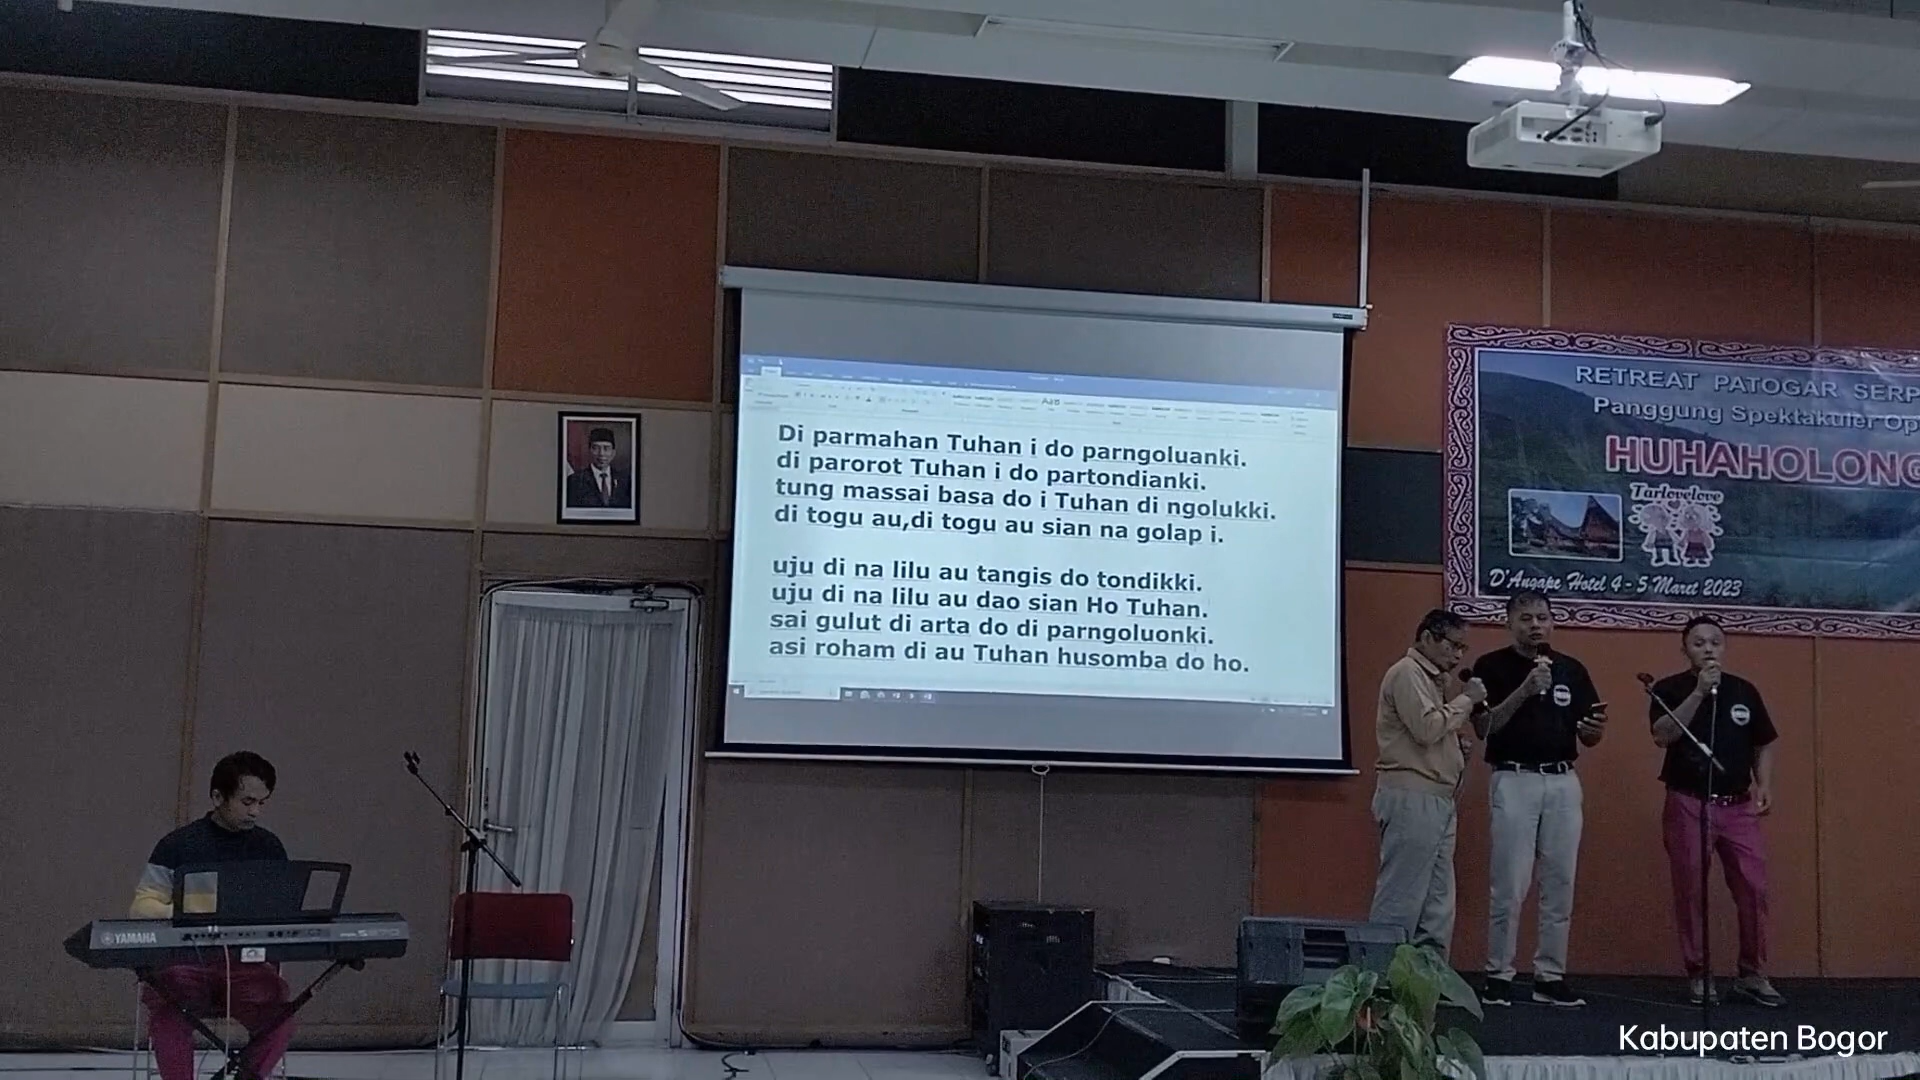 Di parmahan Tuhan i do parngoluanki.
di parorot Tuhan i do partondianki.
tung massai basa do i Tuhan di ngolukki.
di togu au,di togu au sian na golap i.
uju di na lilu au tangis do tondikki.
uju di na lilu au dao sian Ho Tuhan.
sai gulut di arta do di parngoluonki.
asi roham di au Tuhan husomba do ho.
RETREAT PATOGAR SERP
Panggung Spektakuler Op
HUHAHOLONG
Tarlovelove
D'Anaape Hotel 4 - 5 Maret 2023
YAMAHA
Kabupaten Bogor